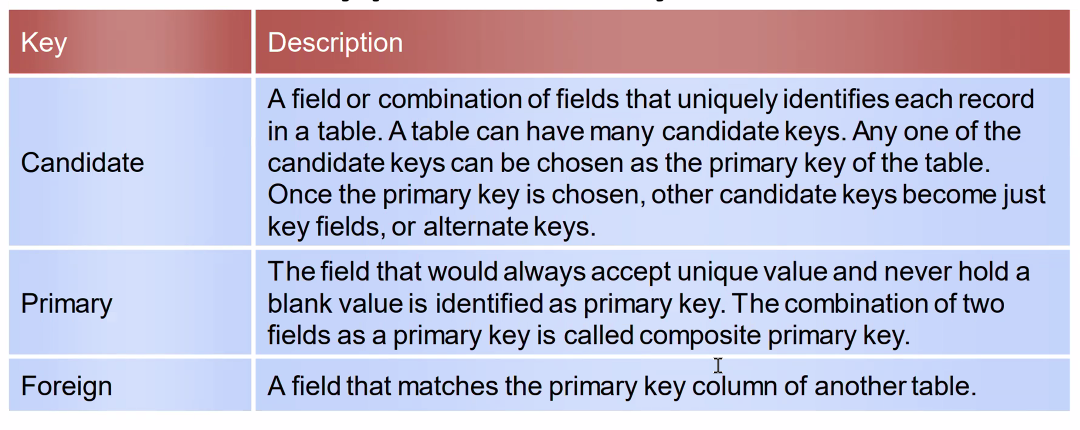 Key
Description
Candidate
A field or combination of fields that uniquely identifies each record
in a table. A table can have many candidate keys. Any one of the
candidate keys can be chosen as the primary key of the table.
Once the primary key is chosen, other candidate keys become just
key fields, or alternate keys.
Primary
The field that would always accept unique value and never hold a
blank value is identified as primary key. The combination of two
fields as a primary key is called composite primary key.
Foreign
A field that matches the primary key column of another table.